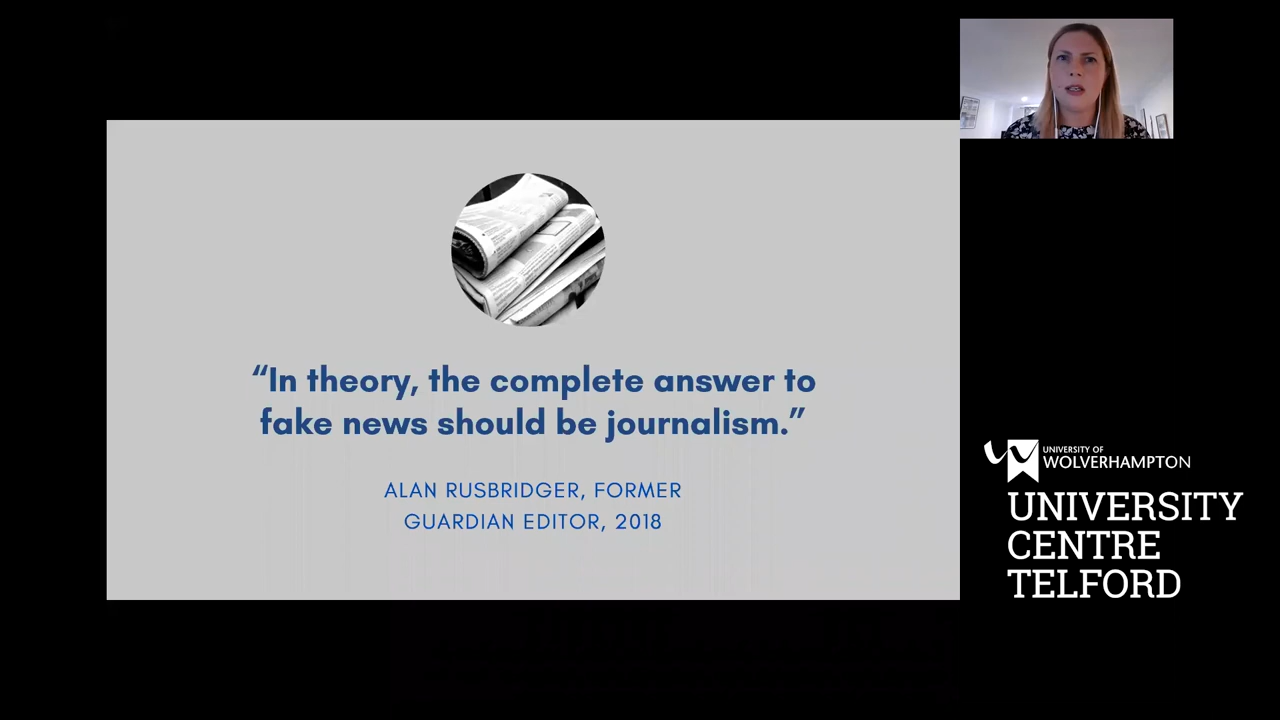 “In theory, the complete answer to
fake news should be journalism.”
ALAN RUSBRIDGER, FORMER
GUARDIAN EDITOR, 2018
UNIVERSITY OF
WOLVERHAMPTON
UNIVERSITY
CENTRE
TELFORD